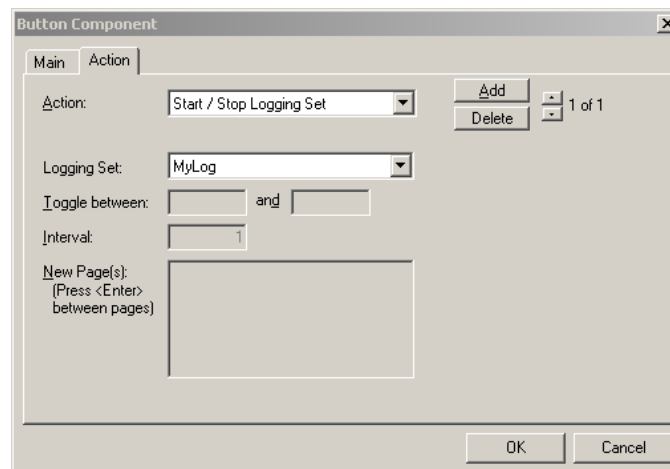 Button Component
Main Action
Action: Start / Stop Logging Set Add 1 of 1
Delete
Logging Set: MyLog
Toggle between: and
Interval: 1
New Page(s):
(Press <Enter>
between pages)
OK Cancel